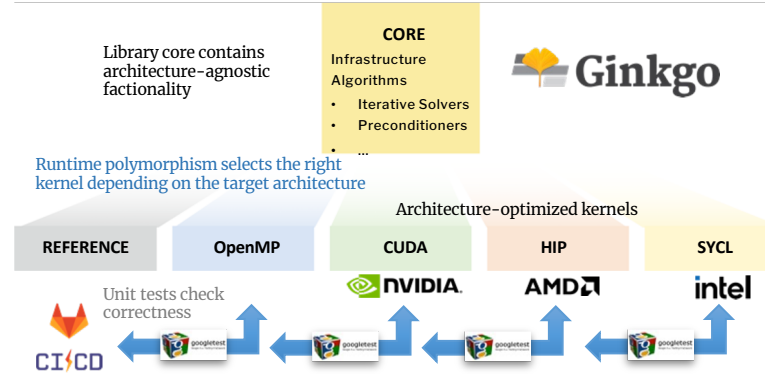 CORE
Library core contains
architecture-agnostic
factionality
Infrastructure
Algorithms
• Iterative Solvers
• Preconditioners
• ...
Ginkgo
Runtime polymorphism selects the right
kernel depending on the target architecture
Architecture-optimized kernels
REFERENCE
OpenMP
CUDA
HIP
SYCL
NVIDIA.
AMD
intel
Unit tests check
correctness
CI/CD
googletest
googletest
googletest
googletest